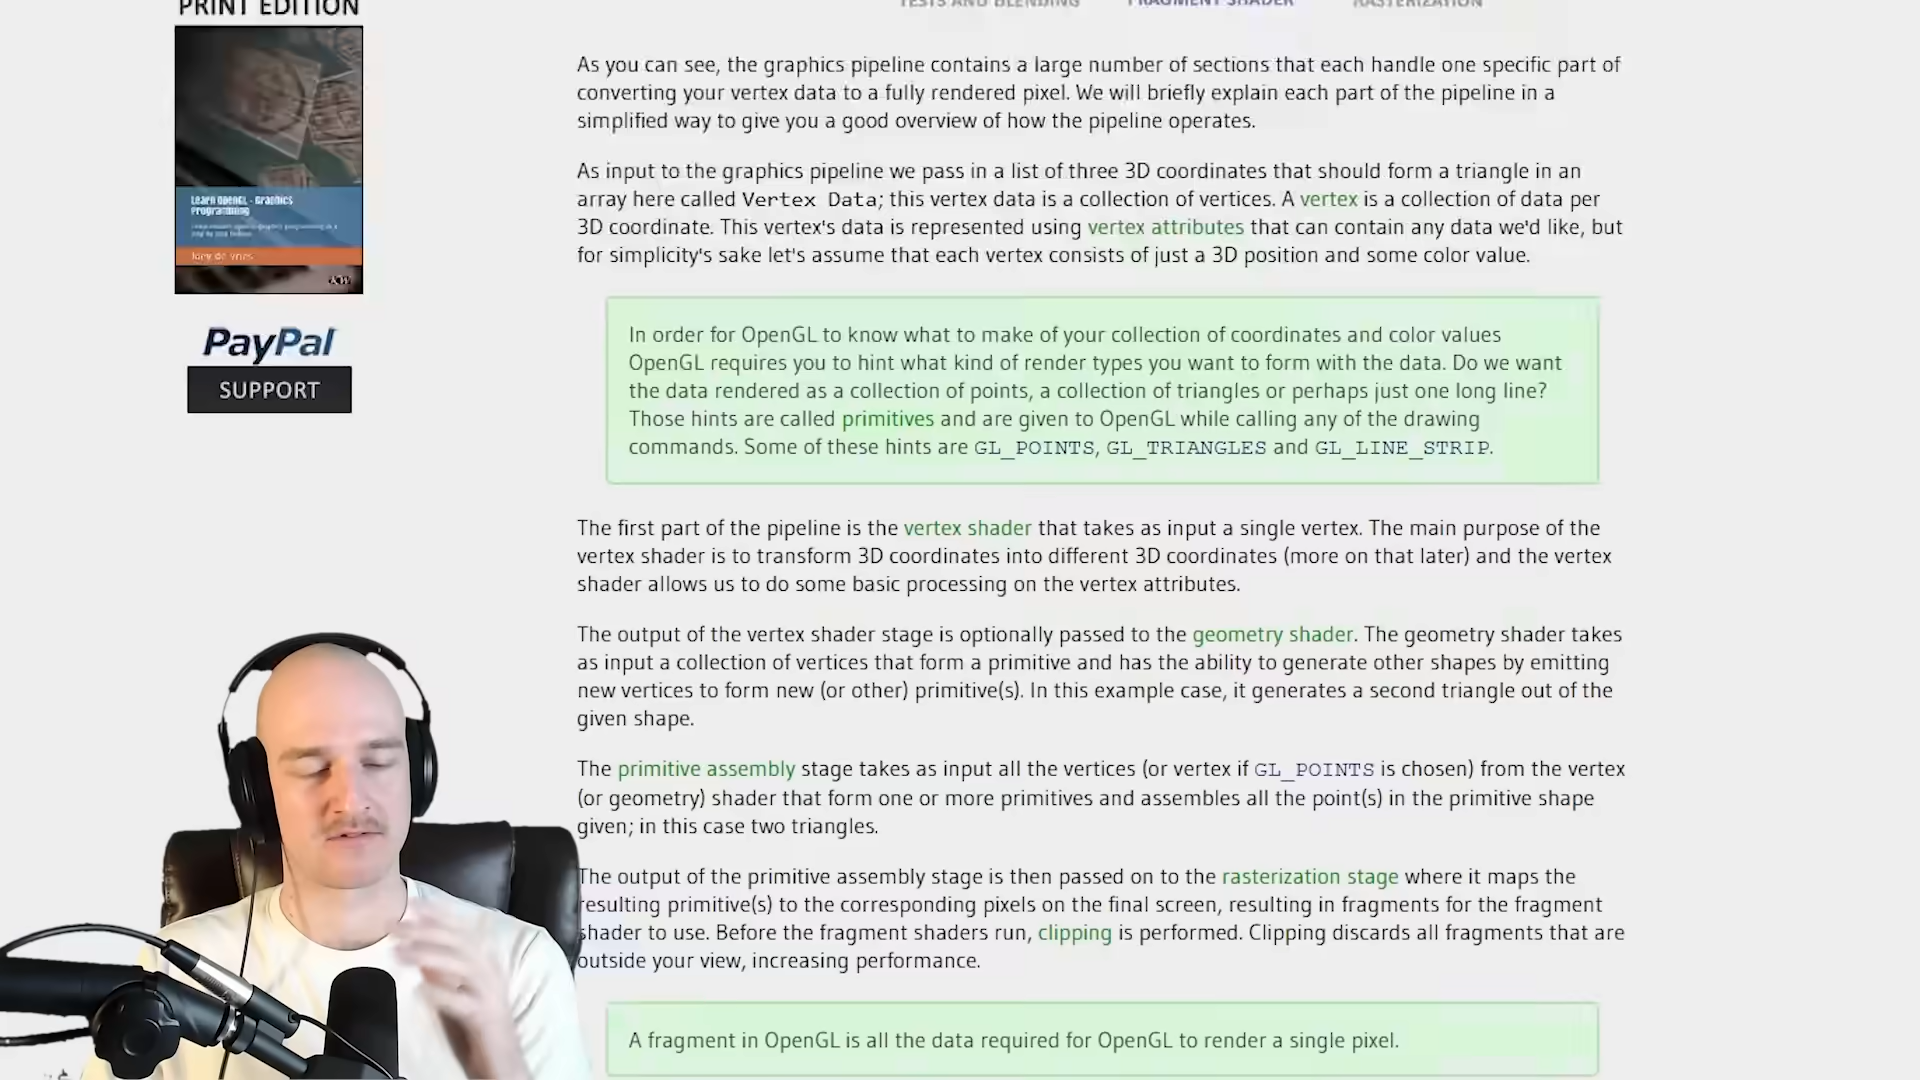 PRINT EDITION
TESTS AND BLENDING
FRAGMENT SHADER
RASTERIZATION
Learn OpenGL - Graphics
Programming
Joey de Vries
PayPal
SUPPORT
As you can see, the graphics pipeline contains a large number of sections that each handle one specific part of
converting your vertex data to a fully rendered pixel. We will briefly explain each part of the pipeline in a
simplified way to give you a good overview of how the pipeline operates.
As input to the graphics pipeline we pass in a list of three 3D coordinates that should form a triangle in an
array here called Vertex Data; this vertex data is a collection of vertices. A vertex is a collection of data per
3D coordinate. This vertex's data is represented using vertex attributes that can contain any data we'd like, but
for simplicity's sake let's assume that each vertex consists of just a 3D position and some color value.
In order for OpenGL to know what to make of your collection of coordinates and color values
OpenGL requires you to hint what kind of render types you want to form with the data. Do we want
the data rendered as a collection of points, a collection of triangles or perhaps just one long line?
Those hints are called primitives and are given to OpenGL while calling any of the drawing
commands. Some of these hints are GL_POINTS, GL_TRIANGLES and GL_LINE_STRIP.
The first part of the pipeline is the vertex shader that takes as input a single vertex. The main purpose of the
vertex shader is to transform 3D coordinates into different 3D coordinates (more on that later) and the vertex
shader allows us to do some basic processing on the vertex attributes.
The output of the vertex shader stage is optionally passed to the geometry shader. The geometry shader takes
as input a collection of vertices that form a primitive and has the ability to generate other shapes by emitting
new vertices to form new (or other) primitive(s). In this example case, it generates a second triangle out of the
given shape.
The primitive assembly stage takes as input all the vertices (or vertex if GL_POINTS is chosen) from the vertex
(or geometry) shader that form one or more primitives and assembles all the point(s) in the primitive shape
given; in this case two triangles.
The output of the primitive assembly stage is then passed on to the rasterization stage where it maps the
resulting primitive(s) to the corresponding pixels on the final screen, resulting in fragments for the fragment
shader to use. Before the fragment shaders run, clipping is performed. Clipping discards all fragments that are
outside your view, increasing performance.
A fragment in OpenGL is all the data required for OpenGL to render a single pixel.